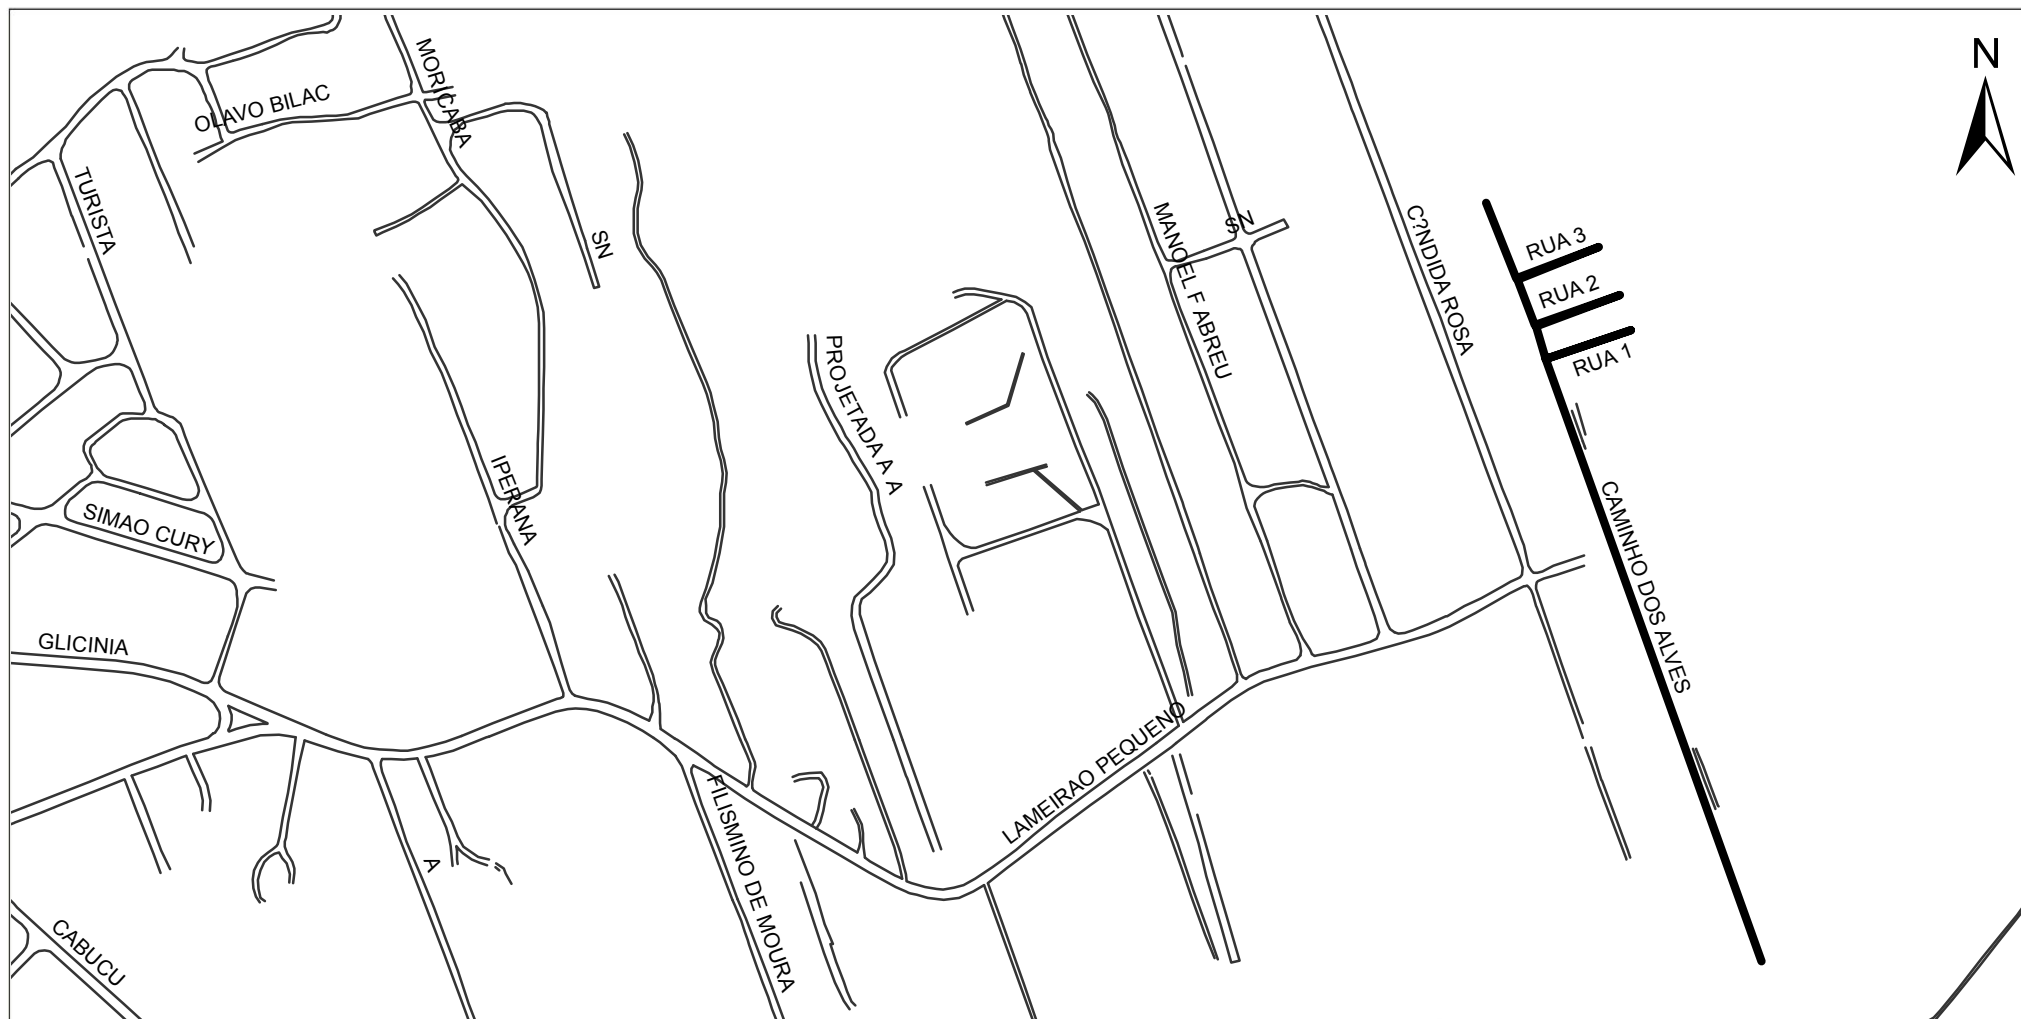 N
MORICABA
OLAVO BILAC
TURISTA
SN
SN
MANOEL F ABREU
C?NDIDA ROSA
RUA 3
RUA 2
RUA 1
PROJETADA A A
IPERANA
SIMAO CURY
CAMINHO DOS ALVES
GLICINIA
LAMEIRAO PEQUENO
FILISMINO DE MOURA
A
CABUCU